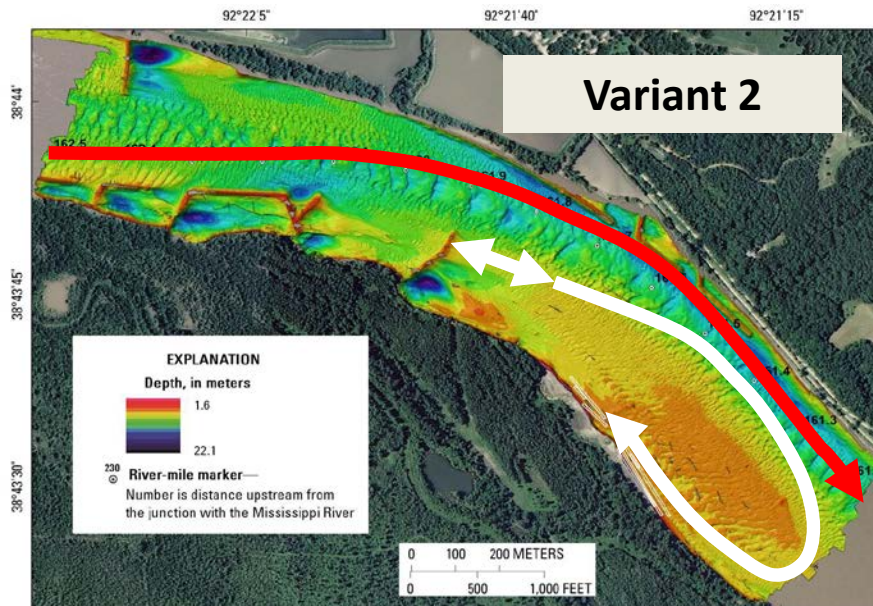 92°22'5"
92°21'40"
92°21'15"
38°44'
Variant 2
162.5
161.9
161.8
38°43'45"
161.4
161.3
EXPLANATION
Depth, in meters
1.6
22.1
230
River-mile marker—
Number is distance upstream from
the junction with the Mississippi River
38°43'30"
0 100 200 METERS
0 500 1,000 FEET